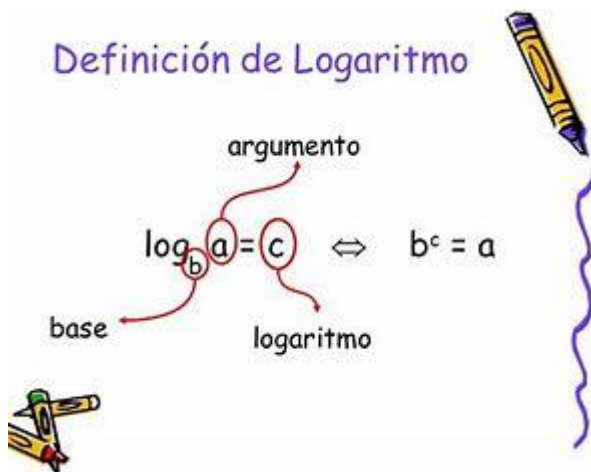 Definición de Logaritmo
argumento
log_b a = c ⇔ b^c = a
base
logaritmo